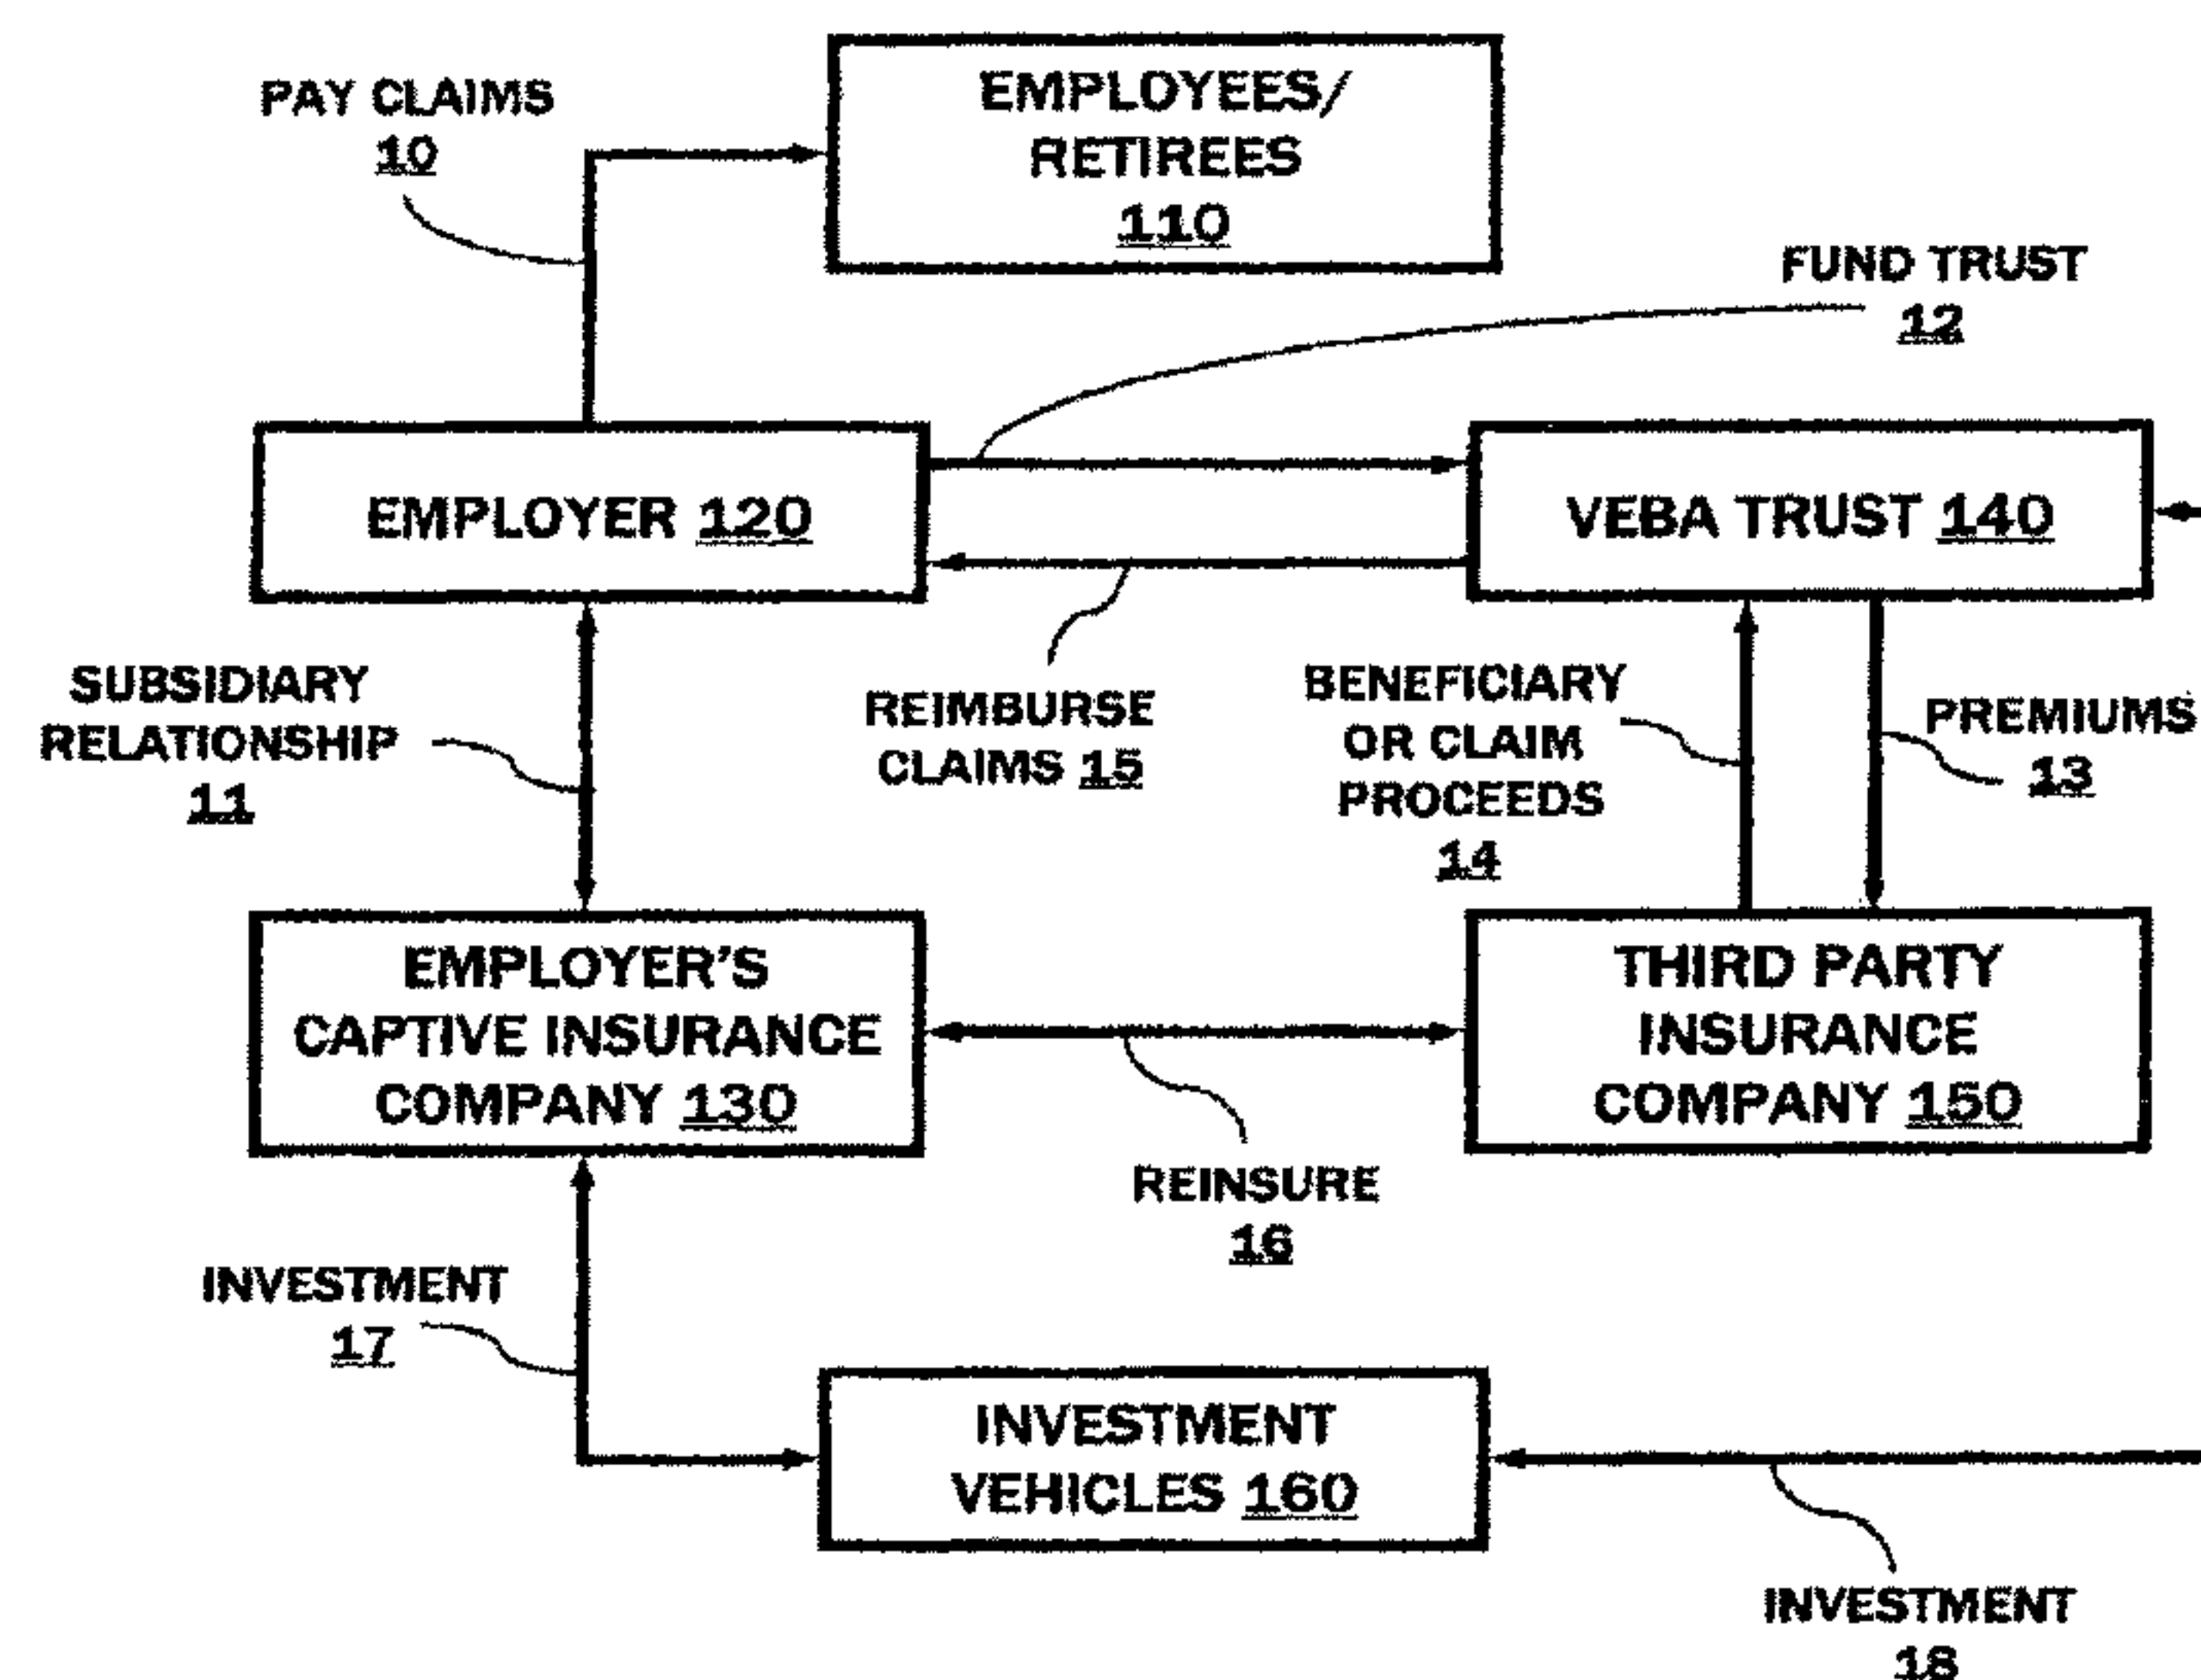 PAY CLAIMS
10
EMPLOYEES/
RETIREES
110
FUND TRUST
12
EMPLOYER 120
VEBA TRUST 140
SUBSIDIARY
RELATIONSHIP
11
REIMBURSE
CLAIMS 15
BENEFICIARY
OR CLAIM
PROCEEDS
14
PREMIUMS
13
EMPLOYER'S
CAPTIVE INSURANCE
COMPANY 130
THIRD PARTY
INSURANCE
COMPANY 150
REINSURE
16
INVESTMENT
17
INVESTMENT
VEHICLES 160
INVESTMENT
18